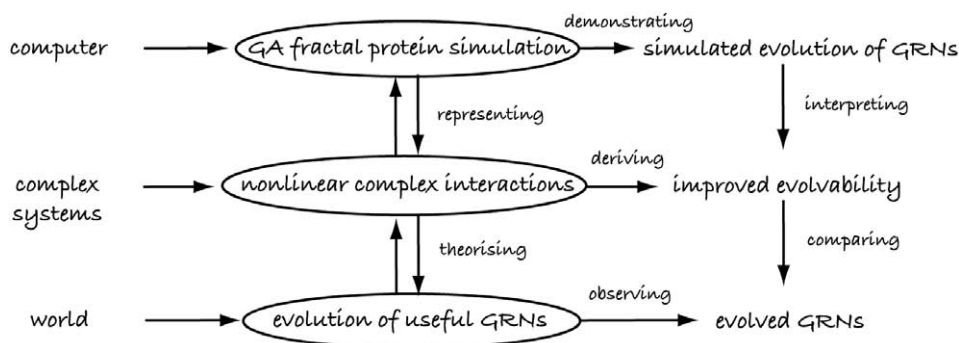 demonstrating
computer GA fractal protein simulation simulated evolution of GRNs
representing interpreting
deriving
complex nonlinear complex interactions improved evolvability
systems
theorising comparing
observing
world evolution of useful GRNs evolved GRNs